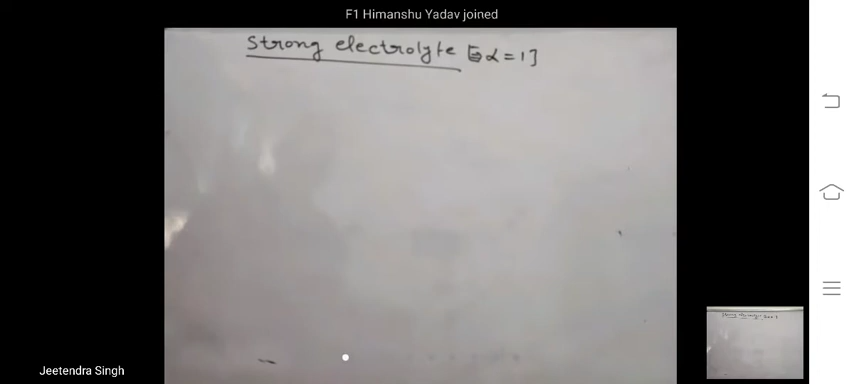 F1 Himanshu Yadav joined
Strong electrolyte [α = 1]
Jeetendra Singh